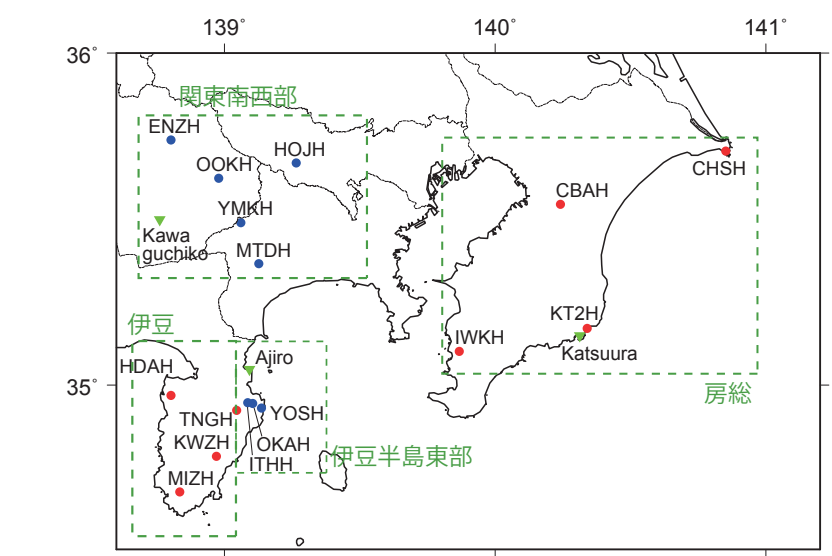 139° 140° 141°
36°
関東南西部
ENZH
HOJH
OOKH
CHSH
CBAH
YMKH
Kawa
guchiko
MTDH
KT2H
伊豆
IWKH
Katsuura
HDAH
Ajiro
35°
房総
TNGH
YOSH
KWZH
OKAH
伊豆半島東部
ITHH
MIZH